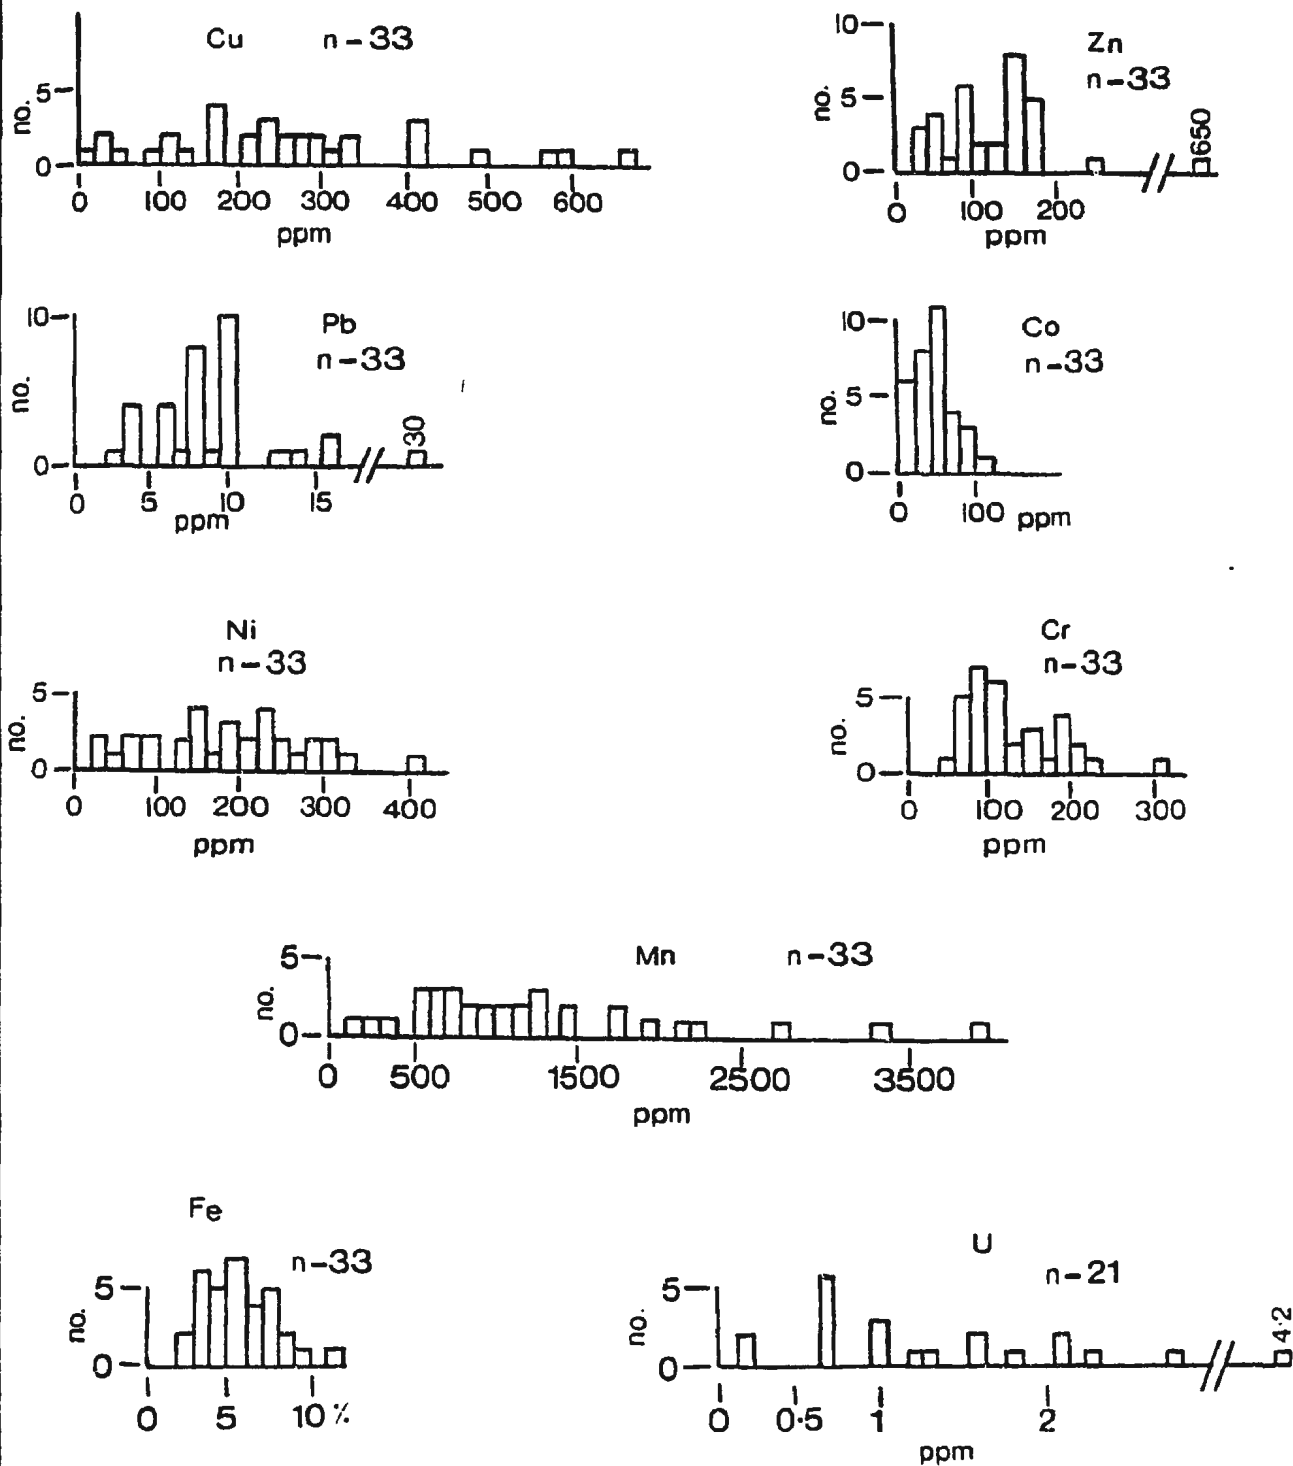 Cu n-33
5
no.
0
0 100 200 300 400 500 600
ppm
10
Zn
n-33
no. 5
650
0
0 100 200
ppm
10
Pb
n-33
no.
30
0
0 5 10 15
ppm
10
Co
n-33
no. 5
0
0 100 ppm
Ni
n-33
5
no.
0
0 100 200 300 400
ppm
Cr
n-33
5
no.
0
0 100 200 300
ppm
5
Mn n-33
no.
0
0 500 1500 2500 3500
ppm
Fe
n-33
5
no.
0
0 5 10 %
U
n-21
5
no.
4.2
0
0 0.5 1 2
ppm